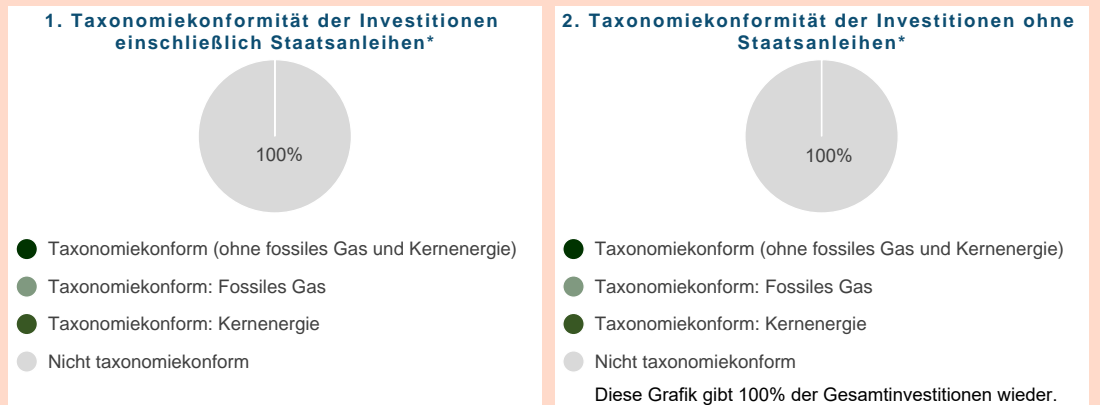 1. Taxonomiekonformität der Investitionen
einschließlich Staatsanleihen*
100%
Taxonomiekonform (ohne fossiles Gas und Kernenergie)
Taxonomiekonform: Fossiles Gas
Taxonomiekonform: Kernenergie
Nicht taxonomiekonform
2. Taxonomiekonformität der Investitionen ohne
Staatsanleihen*
100%
Taxonomiekonform (ohne fossiles Gas und Kernenergie)
Taxonomiekonform: Fossiles Gas
Taxonomiekonform: Kernenergie
Nicht taxonomiekonform
Diese Grafik gibt 100% der Gesamtinvestitionen wieder.